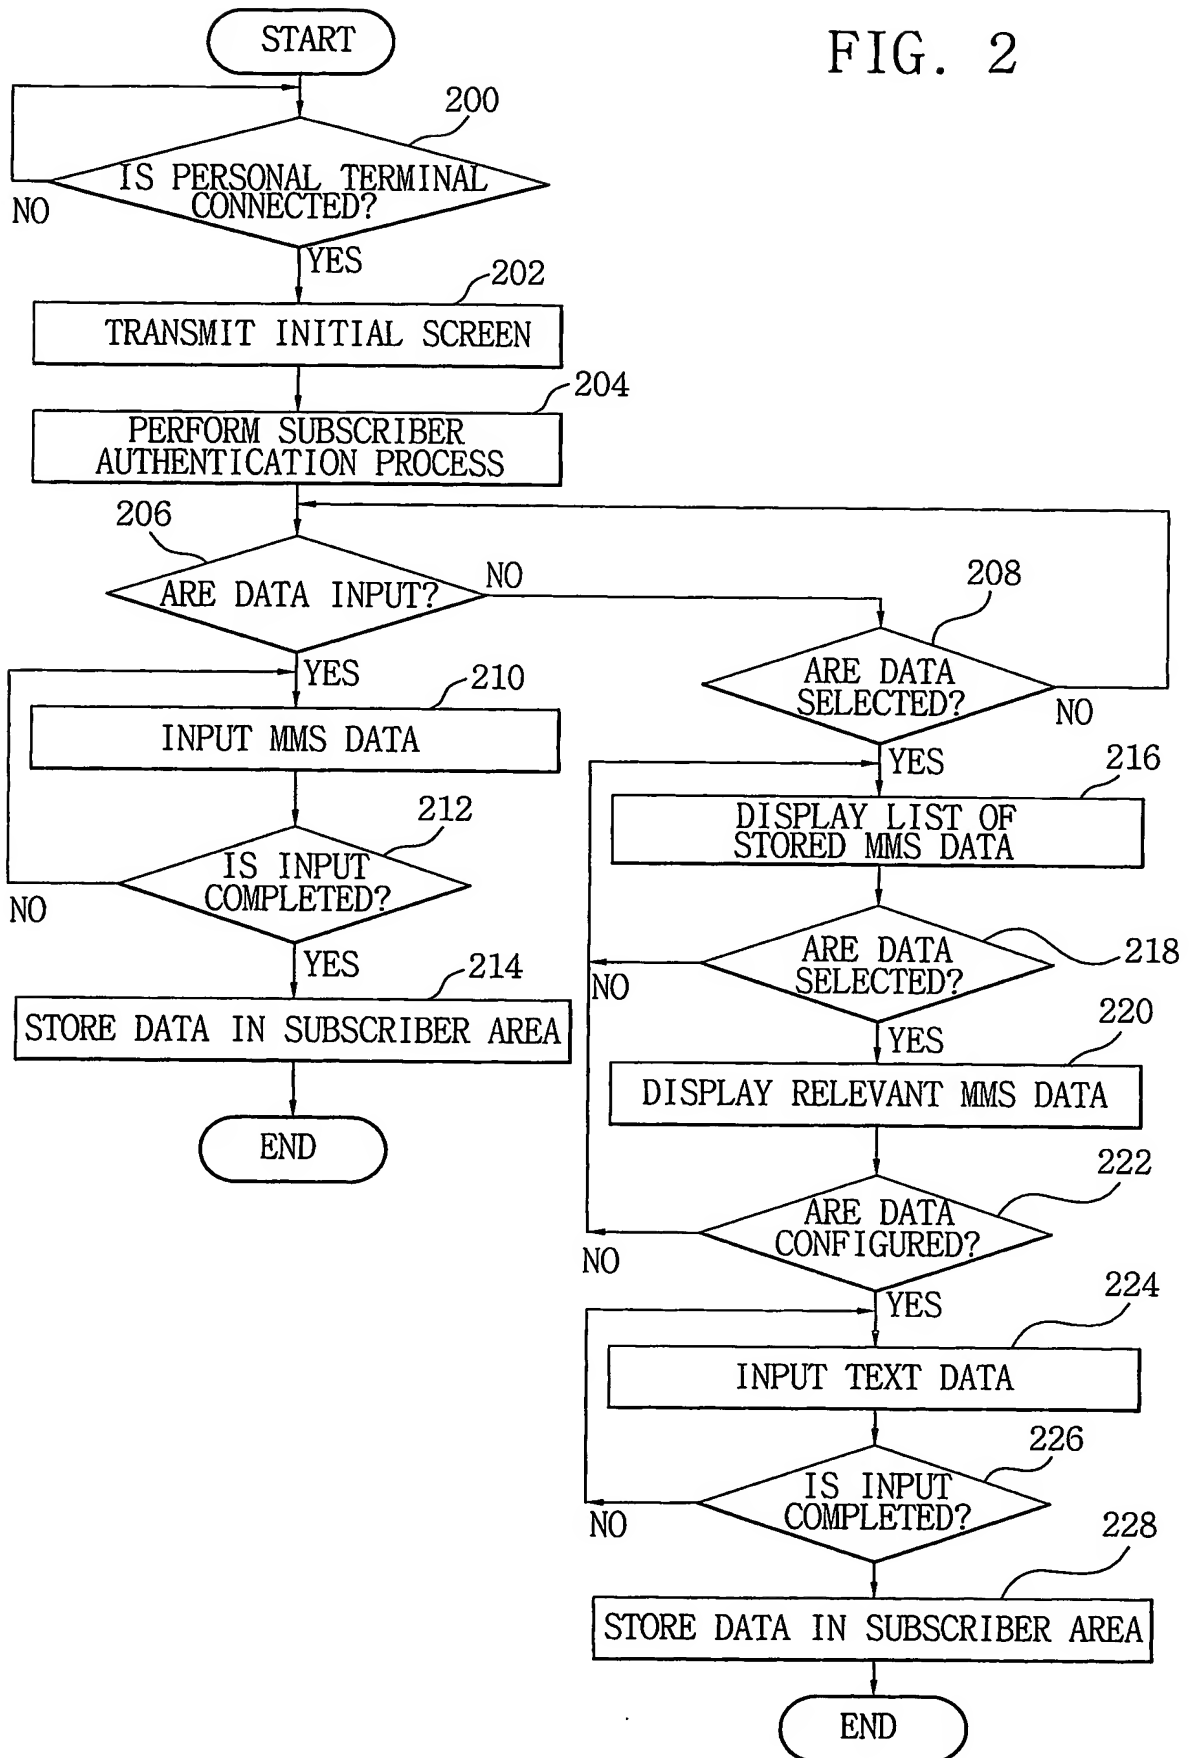 FIG. 2
START
200
IS PERSONAL TERMINAL
CONNECTED?
NO
YES
202
TRANSMIT INITIAL SCREEN
204
PERFORM SUBSCRIBER
AUTHENTICATION PROCESS
206
ARE DATA INPUT?
NO
208
ARE DATA
SELECTED?
NO
YES
210
INPUT MMS DATA
212
IS INPUT
COMPLETED?
NO
YES
214
STORE DATA IN SUBSCRIBER AREA
END
YES
216
DISPLAY LIST OF
STORED MMS DATA
218
ARE DATA
SELECTED?
NO
YES
220
DISPLAY RELEVANT MMS DATA
222
ARE DATA
CONFIGURED?
NO
YES
224
INPUT TEXT DATA
226
IS INPUT
COMPLETED?
NO
228
STORE DATA IN SUBSCRIBER AREA
END